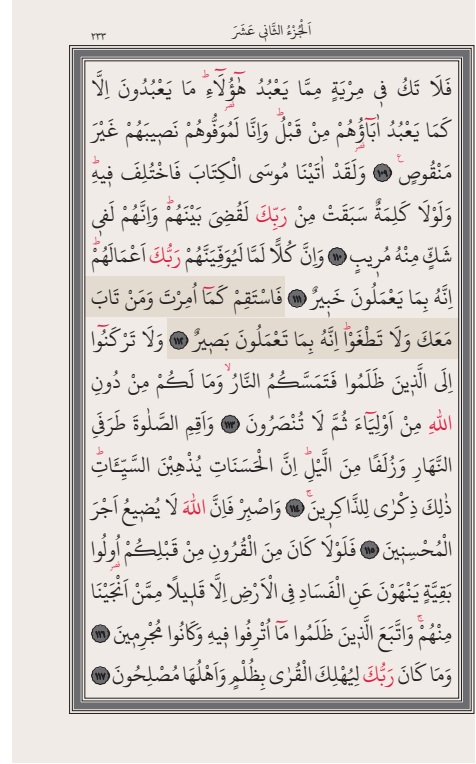 اَلْجُزْءُ الثَّانِي عَشَرَ
٢٣٣
فَلَا تَكُ فِي مِرْيَةٍ مِمَّا يَعْبُدُ هٰٓؤُ۬لَٓاءِۜ مَا يَعْبُدُونَ اِلَّا
كَمَا يَعْبُدُ اٰبَٓاؤُ۬هُمْ مِنْ قَبْلُۜ وَاِنَّا لَمُوَفُّوهُمْ نَصِيبَهُمْ غَيْرَ
مَنْقُوصٍ۟ ﴿١٠٩﴾ وَلَقَدْ اٰتَيْنَا مُوسَى الْكِتَابَ فَاخْتُلِفَ فِيهِۜ
وَلَوْلَا كَلِمَةٌ سَبَقَتْ مِنْ رَبِّكَ لَقُضِيَ بَيْنَهُمْۜ وَاِنَّهُمْ لَفِي
شَكٍّ مِنْهُ مُرِيبٍ ﴿١١٠﴾ وَاِنَّ كُلًّا لَمَّا لَيُوَفِّيَنَّهُمْ رَبُّكَ اَعْمَالَهُمْۜ
اِنَّهُ بِمَا يَعْمَلُونَ خَبِيرٌ ﴿١١١﴾ فَاسْتَقِمْ كَمَٓا اُمِرْتَ وَمَنْ تَابَ
مَعَكَ وَلَا تَطْغَوْاۜ اِنَّهُ بِمَا تَعْمَلُونَ بَصِيرٌ ﴿١١٢﴾ وَلَا تَرْكَنُٓوا
اِلَى الَّذِينَ ظَلَمُوا فَتَمَسَّكُمُ النَّارُۙ وَمَا لَكُمْ مِنْ دُونِ
اللّٰهِ مِنْ اَوْلِيَٓاءَ ثُمَّ لَا تُنْصَرُونَ ﴿١١٣﴾ وَاَقِمِ الصَّلٰوةَ طَرَفَيِ
النَّهَارِ وَزُلَفًا مِنَ الَّيْلِۜ اِنَّ الْحَسَنَاتِ يُذْهِبْنَ السَّيِّـَٔاتِۜ
ذٰلِكَ ذِكْرٰى لِلذَّاكِرِينَۚ ﴿١١٤﴾ وَاصْبِرْ فَاِنَّ اللّٰهَ لَا يُضِيعُ اَجْرَ
الْمُحْسِنِينَ ﴿١١٥﴾ فَلَوْلَا كَانَ مِنَ الْقُرُونِ مِنْ قَبْلِكُمْ اُو۬لُوا
بَقِيَّةٍ يَنْهَوْنَ عَنِ الْفَسَادِ فِي الْاَرْضِ اِلَّا قَلِيلًا مِمَّنْ اَنْجَيْنَا
مِنْهُمْۚ وَاتَّبَعَ الَّذِينَ ظَلَمُوا مَٓا اُتْرِفُوا فِيهِ وَكَانُوا مُجْرِمِينَ ﴿١١٦﴾
وَمَا كَانَ رَبُّكَ لِيُهْلِكَ الْقُرٰى بِظُلْمٍ وَاَهْلُهَا مُصْلِحُونَ ﴿١١٧﴾